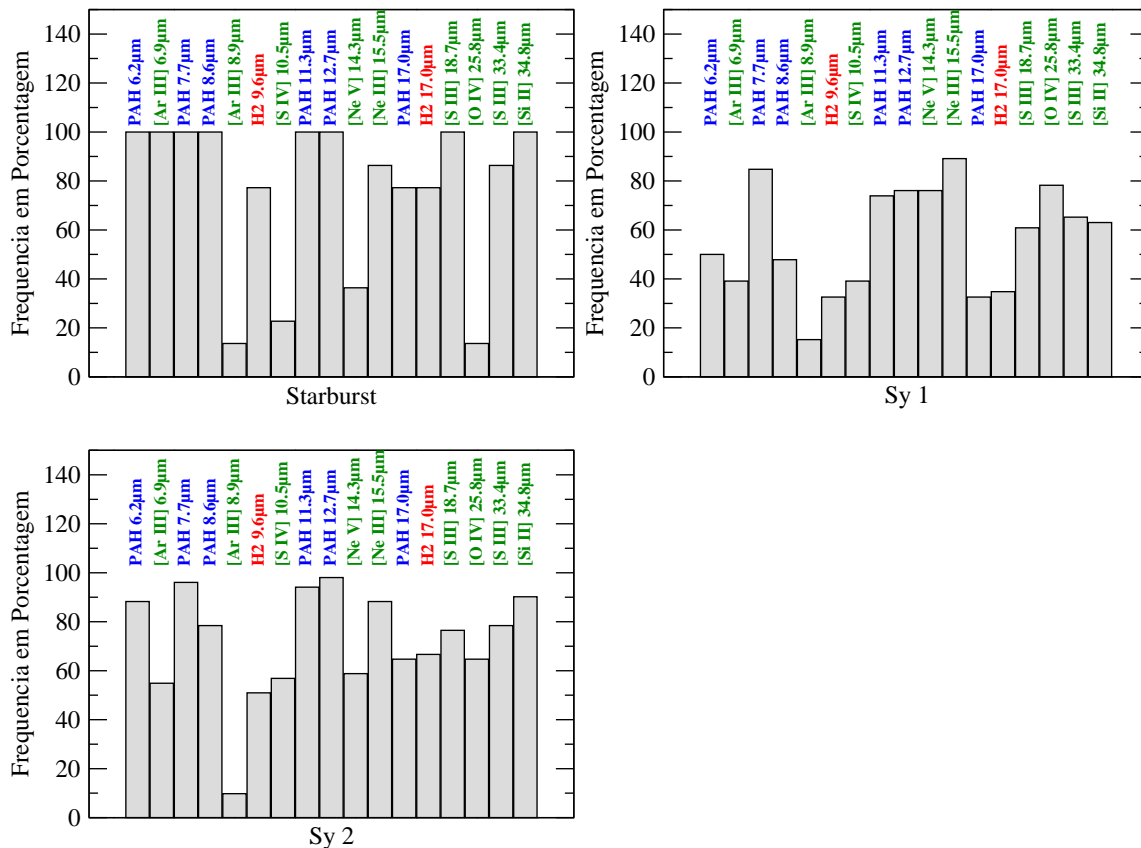 140
120
100
80
60
40
20
0
Frequencia em Porcentagem
PAH 6.2µm
[Ar III] 6.9µm
PAH 7.7µm
PAH 8.6µm
[Ar III] 8.9µm
H2 9.6µm
[S IV] 10.5µm
PAH 11.3µm
PAH 12.7µm
[Ne V] 14.3µm
[Ne III] 15.5µm
PAH 17.0µm
H2 17.0µm
[S III] 18.7µm
[O IV] 25.8µm
[S III] 33.4µm
[Si II] 34.8µm
Starburst
140
120
100
80
60
40
20
0
Frequencia em Porcentagem
PAH 6.2µm
[Ar III] 6.9µm
PAH 7.7µm
PAH 8.6µm
[Ar III] 8.9µm
H2 9.6µm
[S IV] 10.5µm
PAH 11.3µm
PAH 12.7µm
[Ne V] 14.3µm
[Ne III] 15.5µm
PAH 17.0µm
H2 17.0µm
[S III] 18.7µm
[O IV] 25.8µm
[S III] 33.4µm
[Si II] 34.8µm
Sy 1
140
120
100
80
60
40
20
0
Frequencia em Porcentagem
PAH 6.2µm
[Ar III] 6.9µm
PAH 7.7µm
PAH 8.6µm
[Ar III] 8.9µm
H2 9.6µm
[S IV] 10.5µm
PAH 11.3µm
PAH 12.7µm
[Ne V] 14.3µm
[Ne III] 15.5µm
PAH 17.0µm
H2 17.0µm
[S III] 18.7µm
[O IV] 25.8µm
[S III] 33.4µm
[Si II] 34.8µm
Sy 2